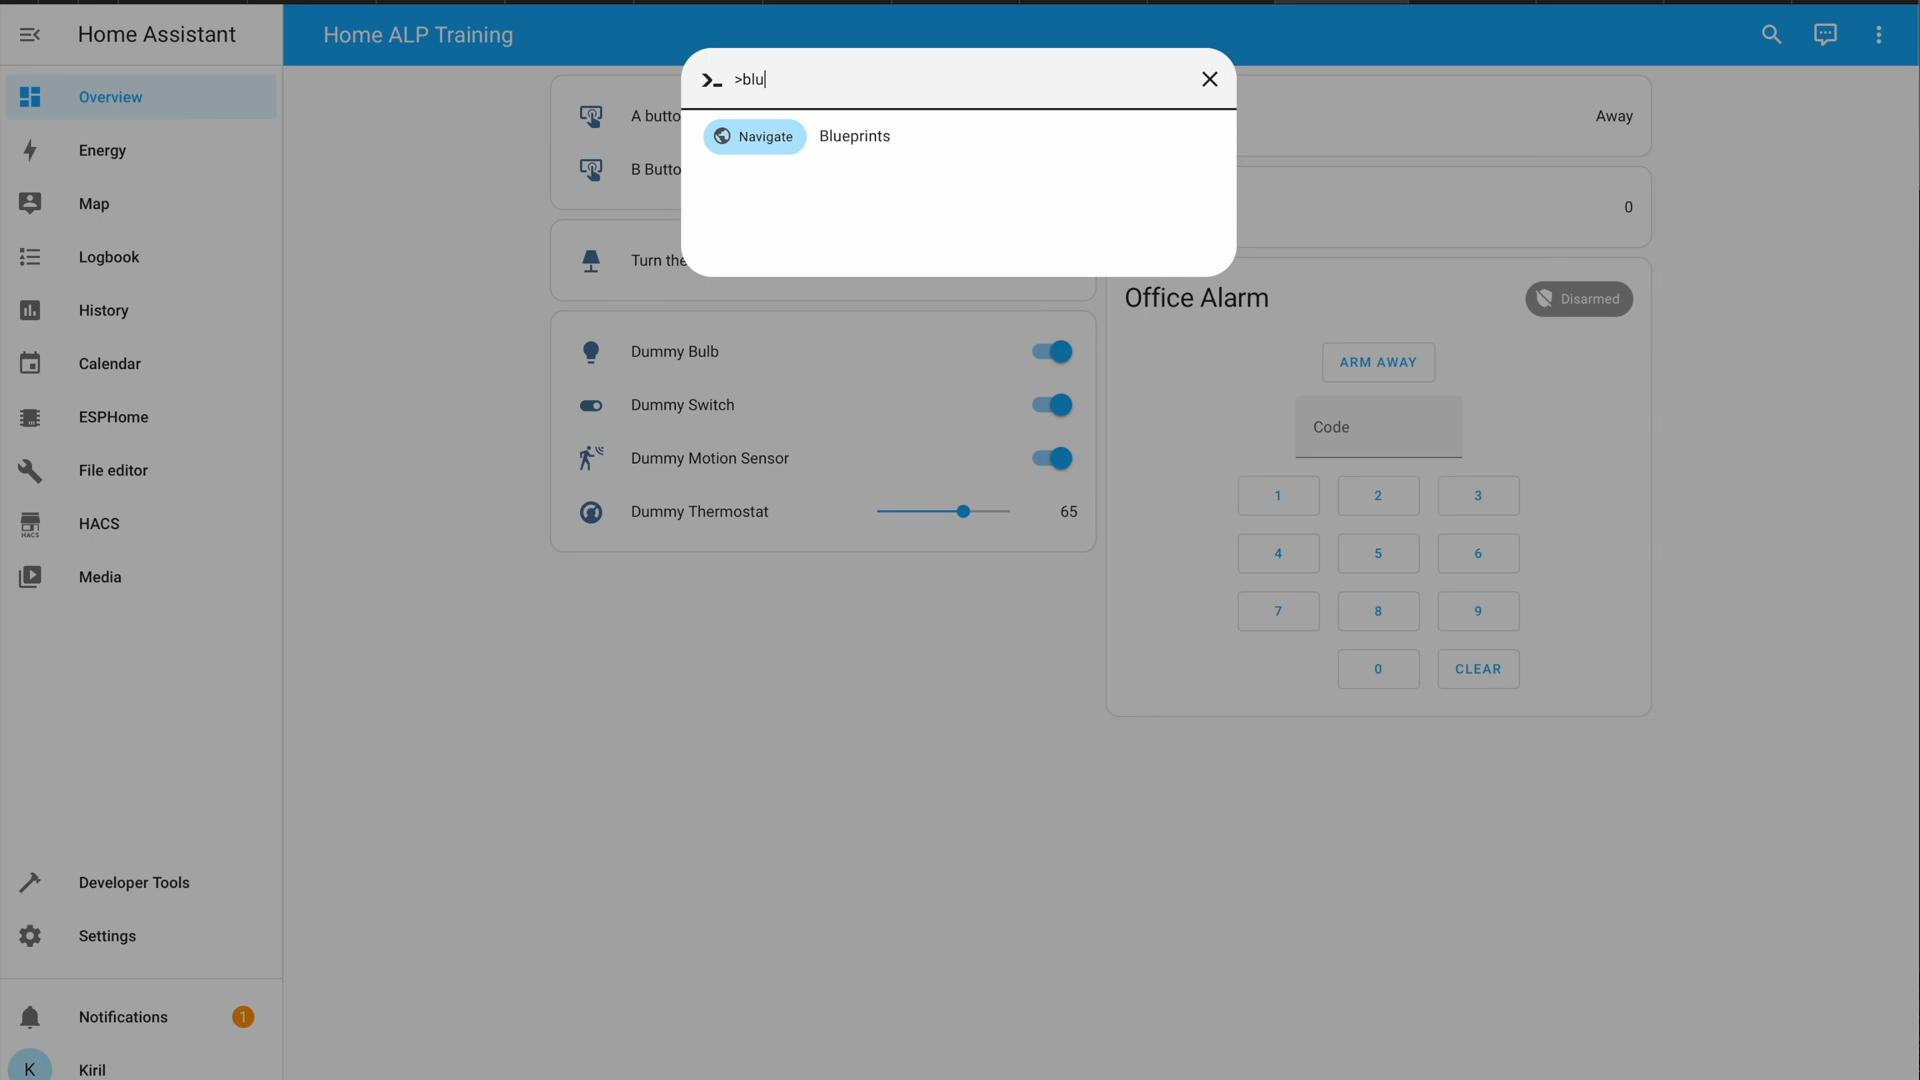 Home Assistant
Home ALP Training
>blu
Navigate Blueprints
Overview
Energy
Map
Logbook
History
Calendar
ESPHome
File editor
HACS
HACS
Media
Developer Tools
Settings
Notifications 1
K Kiril
A butto
B Butto
Turn the
Dummy Bulb
Dummy Switch
Dummy Motion Sensor
Dummy Thermostat 65
Away
0
Office Alarm Disarmed
ARM AWAY
Code
1 2 3
4 5 6
7 8 9
0 CLEAR